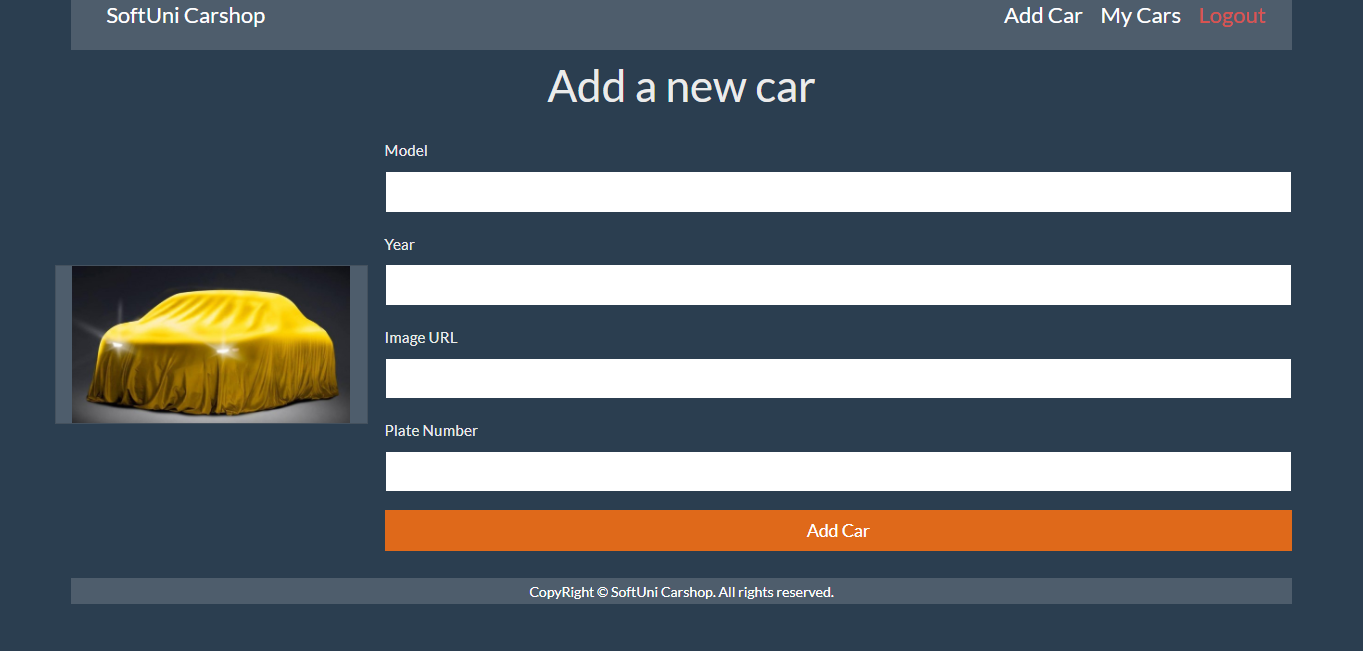 SoftUni Carshop Add Car My Cars Logout
Add a new car
Model
Year
Image URL
Plate Number
Add Car
CopyRight © SoftUni Carshop. All rights reserved.